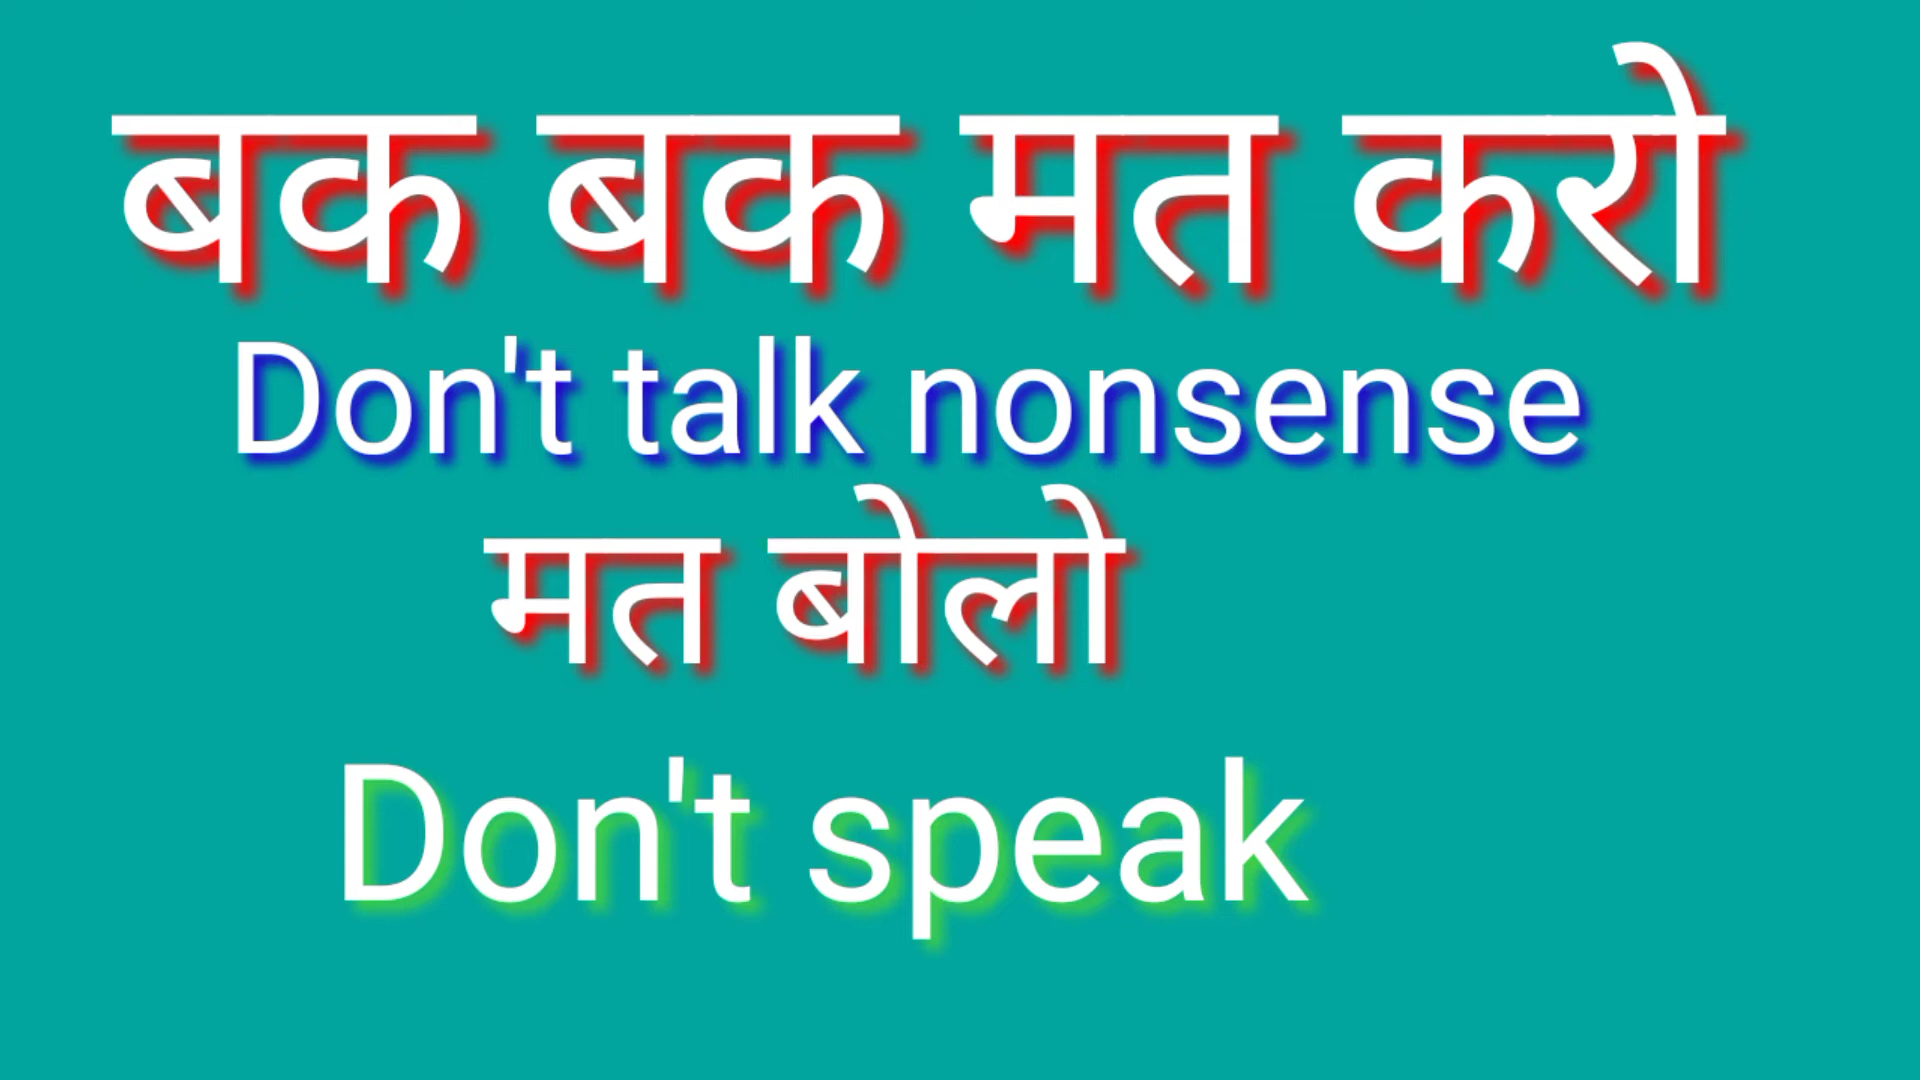 बक बक मत करो
Don't talk nonsense
मत बोलो
Don't speak